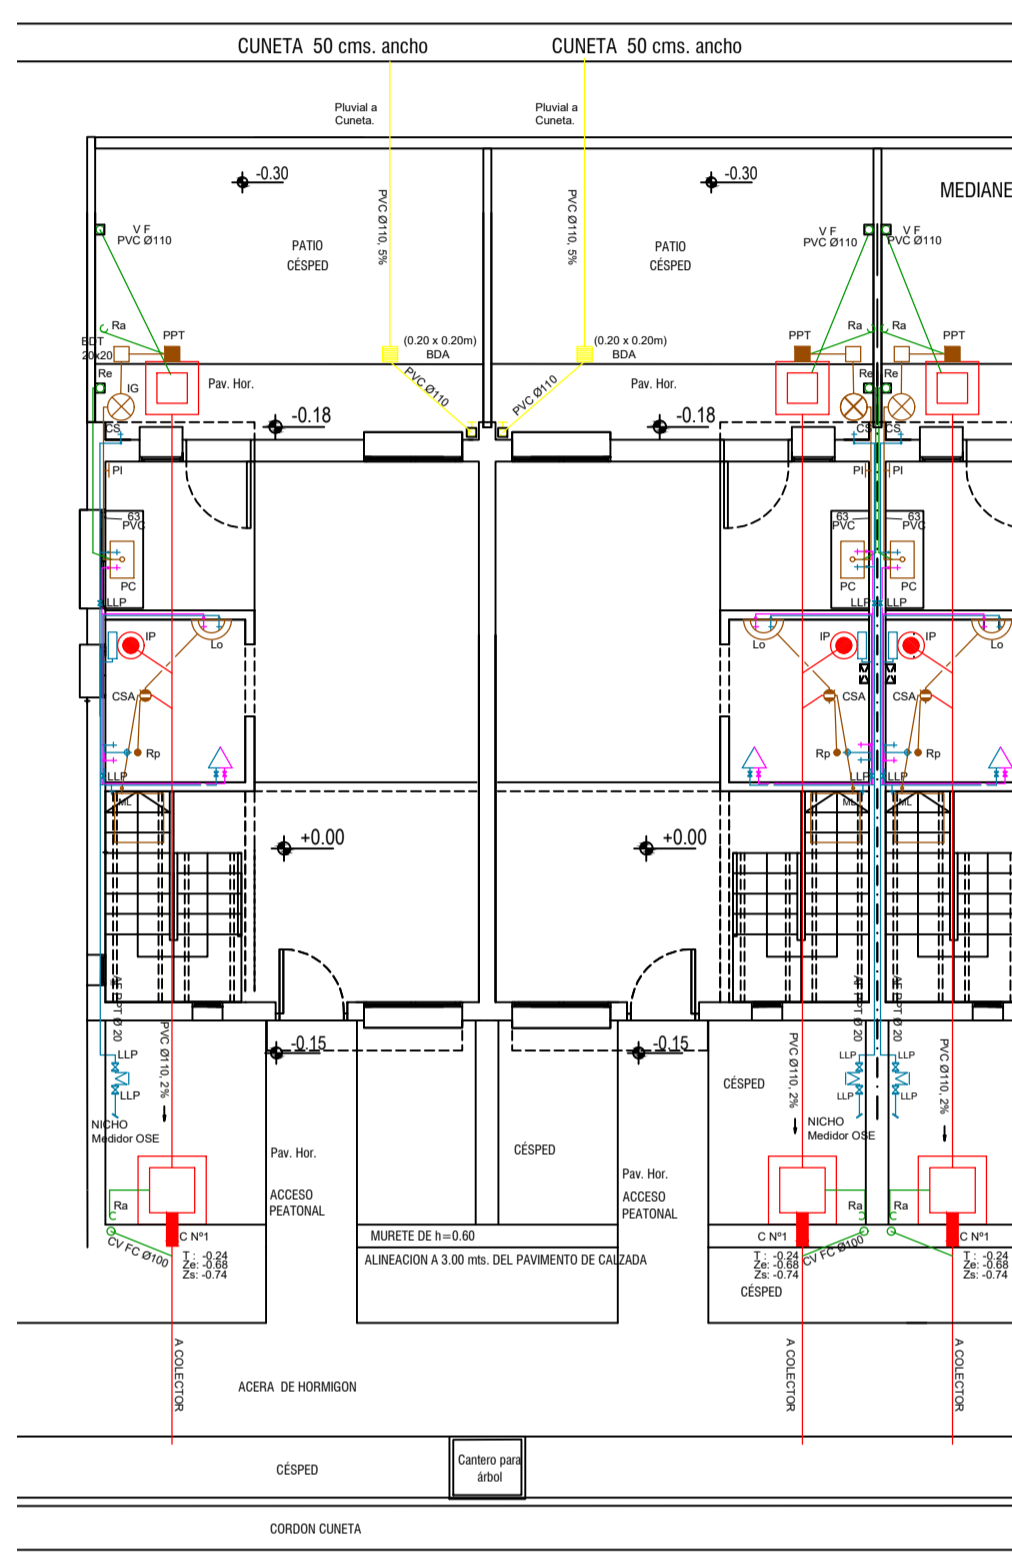 CUNETA 50 cms. ancho
CUNETA 50 cms. ancho
Pluvial a
Cuneta.
Pluvial a
Cuneta.
-0.30
-0.30
MEDIANE
PVC Ø110, 5%
PVC Ø110, 5%
V F
PVC Ø110
V F
PVC Ø110
V F
PVC Ø110
PATIO
CÉSPED
PATIO
CÉSPED
Ra
PPT
BDT
20x20
(0.20 x 0.20m)
BDA
(0.20 x 0.20m)
BDA
PPT
Ra
Ra
PPT
Re
IG
Pav. Hor.
PVC Ø110
PVC Ø110
Pav. Hor.
Re
Re
-0.18
-0.18
CS
CS
CS
PI
PI
PI
63
PVC
63
PVC
63
PVC
PC
PC
PC
LLP
LLP
LLP
IP
Lo
Lo
IP
IP
Lo
CSA
CSA
CSA
Rp
Rp
Rp
LLP
LLP
LLP
ML
ML
ML
+0.00
+0.00
AF PPT Ø 20
AF PPT Ø 20
AF PPT Ø 20
PVC Ø110, 2%
PVC Ø110, 2%
PVC Ø110, 2%
-0.15
-0.15
LLP
LLP
LLP
LLP
LLP
LLP
CÉSPED
NICHO
Medidor OSE
NICHO
Medidor OSE
Pav. Hor.
CÉSPED
Pav. Hor.
ACCESO
PEATONAL
ACCESO
PEATONAL
Ra
Ra
Ra
CV FC Ø100
C Nº1
T : -0.24
Ze: -0.68
Zs: -0.74
MURETE DE h=0.60
ALINEACION A 3.00 mts. DEL PAVIMENTO DE CALZADA
C Nº1
T : -0.24
Ze: -0.68
Zs: -0.74
CV FC Ø100
C Nº1
T : -0.24
Ze: -0.68
Zs: -0.74
CÉSPED
A COLECTOR
A COLECTOR
A COLECTOR
ACERA DE HORMIGON
CÉSPED
Cantero para
árbol
CORDON CUNETA